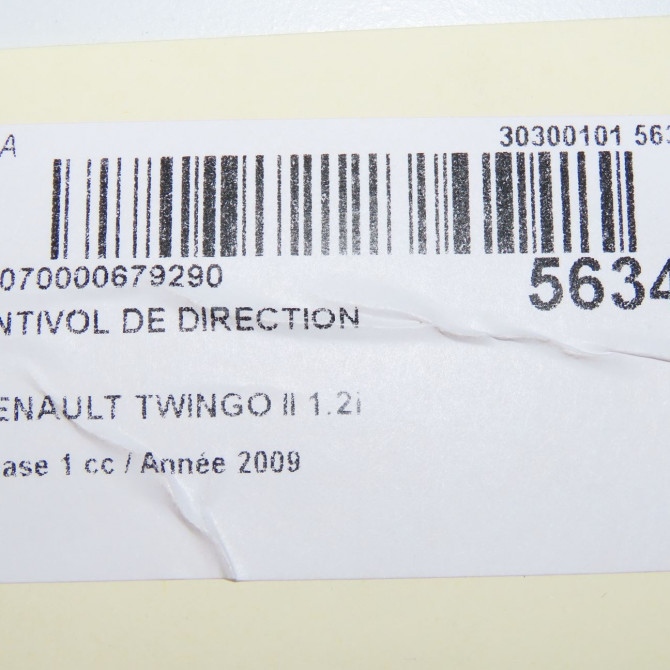 A 30300101 563
070000679290 5634
NTIVOL DE DIRECTION
ENAULT TWINGO II 1.2i
ase 1 cc / Année 2009